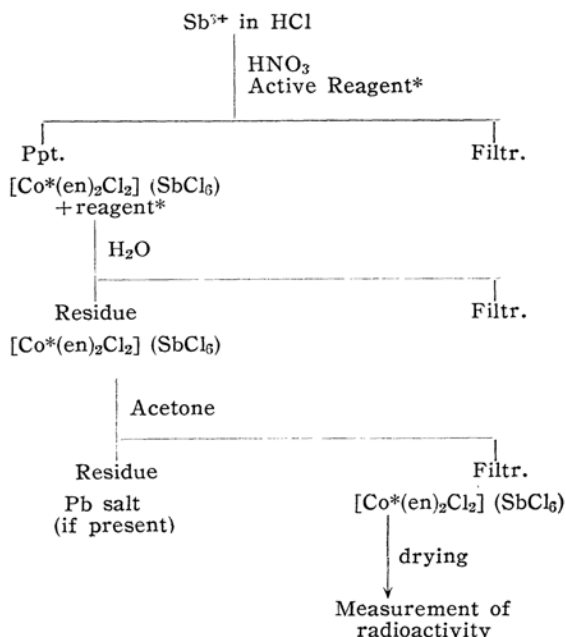 Sb³⁺ in HCl
HNO₃
Active Reagent*
Ppt.
Filtr.
[Co*(en)₂Cl₂] (SbCl₆)
+reagent*
H₂O
Residue
Filtr.
[Co*(en)₂Cl₂] (SbCl₆)
Acetone
Residue
Filtr.
Pb salt
(if present)
[Co*(en)₂Cl₂] (SbCl₆)
drying
Measurement of
radioactivity